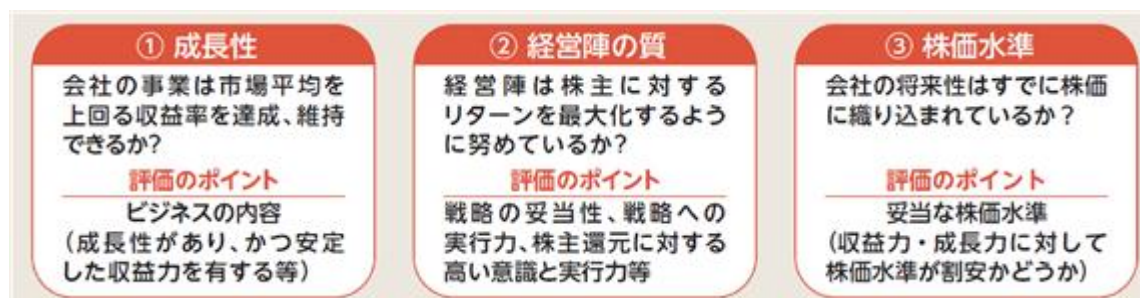 ① 成長性
会社の事業は市場平均を
上回る収益率を達成、維持
できるか?
評価のポイント
ビジネスの内容
(成長性があり、かつ安定
した収益力を有する等)
② 経営陣の質
経営陣は株主に対する
リターンを最大化するよう
に努めているか?
評価のポイント
戦略の妥当性、戦略への
実行力、株主還元に対する
高い意識と実行力等
③ 株価水準
会社の将来性はすでに株価
に織り込まれているか?
評価のポイント
妥当な株価水準
(収益力・成長力に対して
株価水準が割安かどうか)